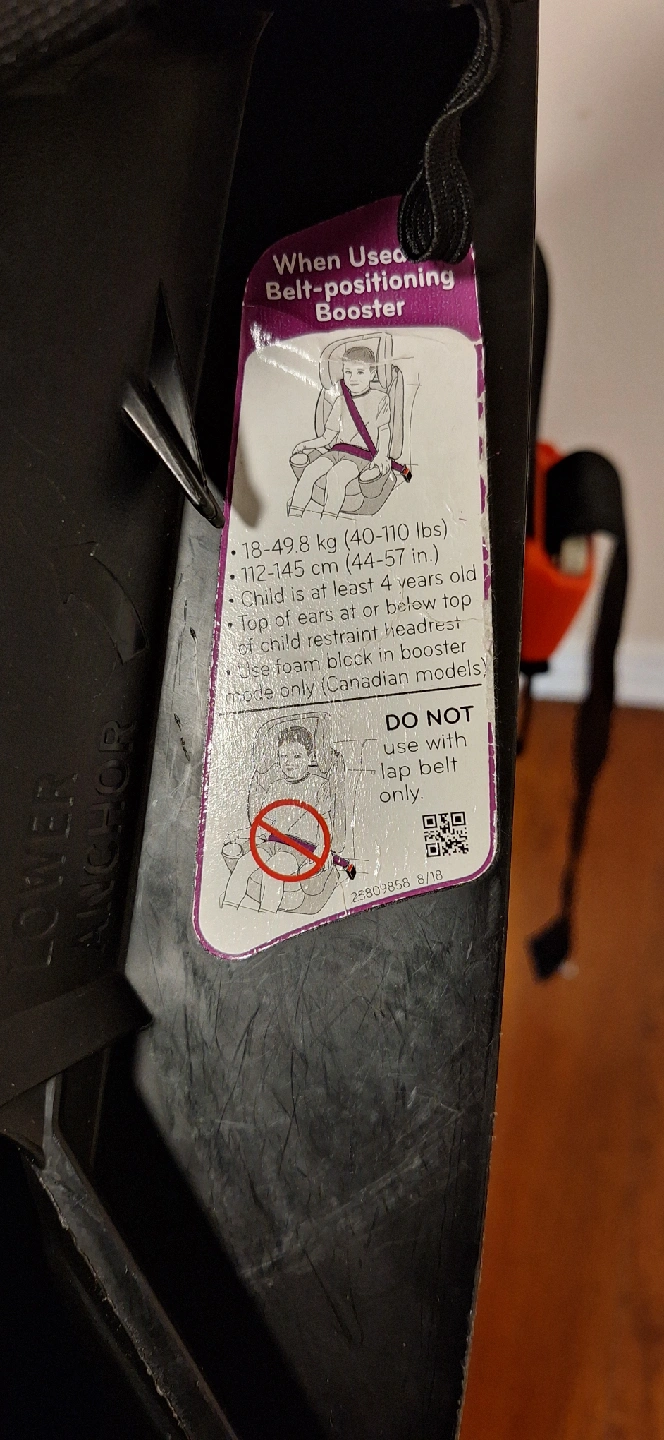 When Used
Belt-positioning
Booster
• 18-49.8 kg (40-110 lbs)
• 112-145 cm (44-57 in.)
• Child is at least 4 years old
• Top of ears at or below top
of child restraint headrest
• Use foam block in booster
mode only (Canadian models)
DO NOT
use with
lap belt
only.
8/18
LOWER
ANCHOR